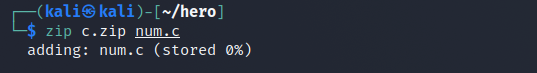 ┌──(kali㉿kali)-[~/hero]
└─$ zip c.zip num.c
  adding: num.c (stored 0%)